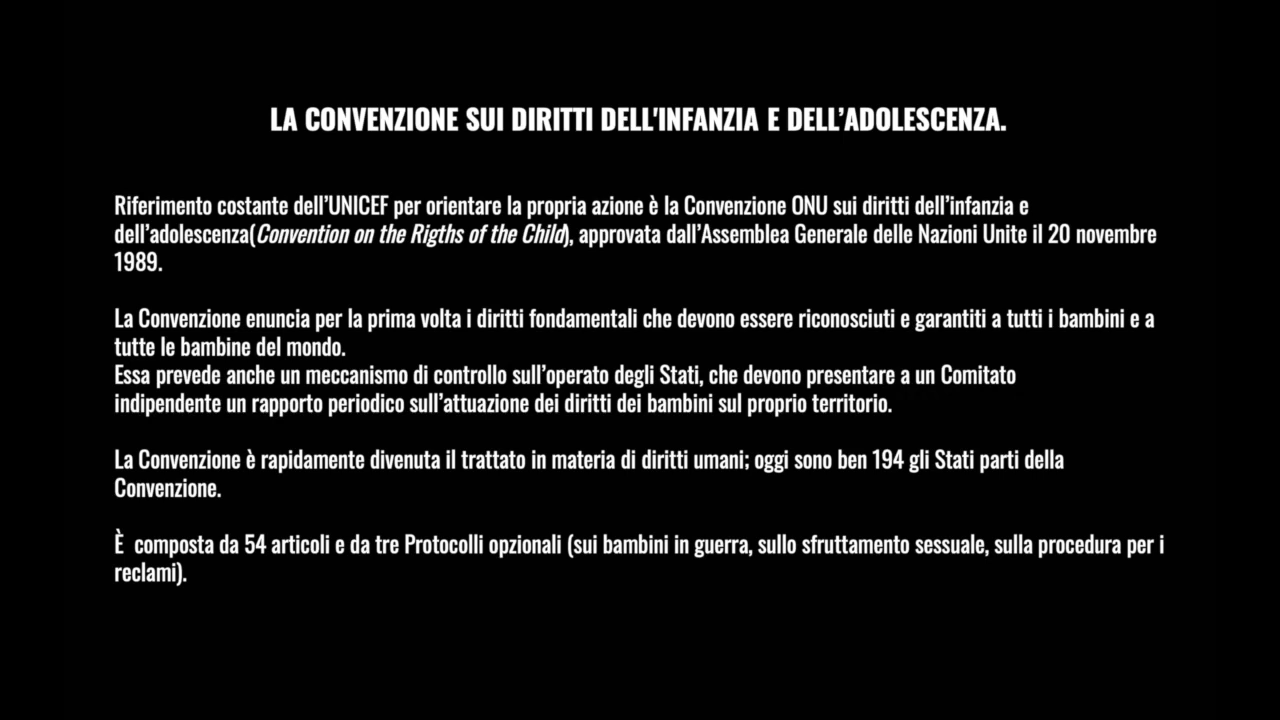 LA CONVENZIONE SUI DIRITTI DELL'INFANZIA E DELL’ADOLESCENZA.
Riferimento costante dell’UNICEF per orientare la propria azione è la Convenzione ONU sui diritti dell’infanzia e
dell’adolescenza(Convention on the Rigths of the Child), approvata dall’Assemblea Generale delle Nazioni Unite il 20 novembre
1989.
La Convenzione enuncia per la prima volta i diritti fondamentali che devono essere riconosciuti e garantiti a tutti i bambini e a
tutte le bambine del mondo.
Essa prevede anche un meccanismo di controllo sull’operato degli Stati, che devono presentare a un Comitato
indipendente un rapporto periodico sull’attuazione dei diritti dei bambini sul proprio territorio.
La Convenzione è rapidamente divenuta il trattato in materia di diritti umani; oggi sono ben 194 gli Stati parti della
Convenzione.
È composta da 54 articoli e da tre Protocolli opzionali (sui bambini in guerra, sullo sfruttamento sessuale, sulla procedura per i
reclami).